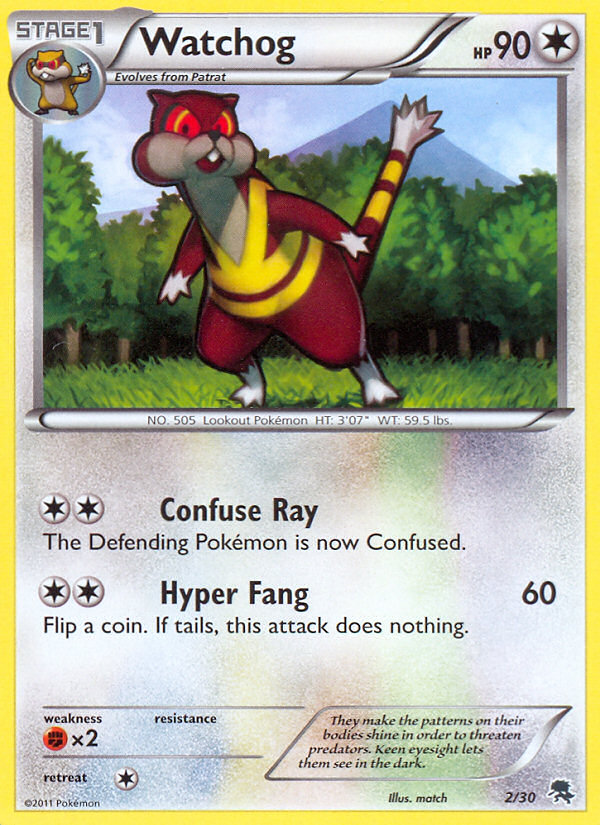 STAGE1
Watchog
HP 90
Evolves from Patrat
NO. 505 Lookout Pokémon HT: 3'07" WT: 59.5 lbs.
Confuse Ray
The Defending Pokémon is now Confused.
Hyper Fang 60
Flip a coin. If tails, this attack does nothing.
weakness resistance
×2
retreat
They make the patterns on their
bodies shine in order to threaten
predators. Keen eyesight lets
them see in the dark.
©2011 Pokémon
Illus. match 2/30